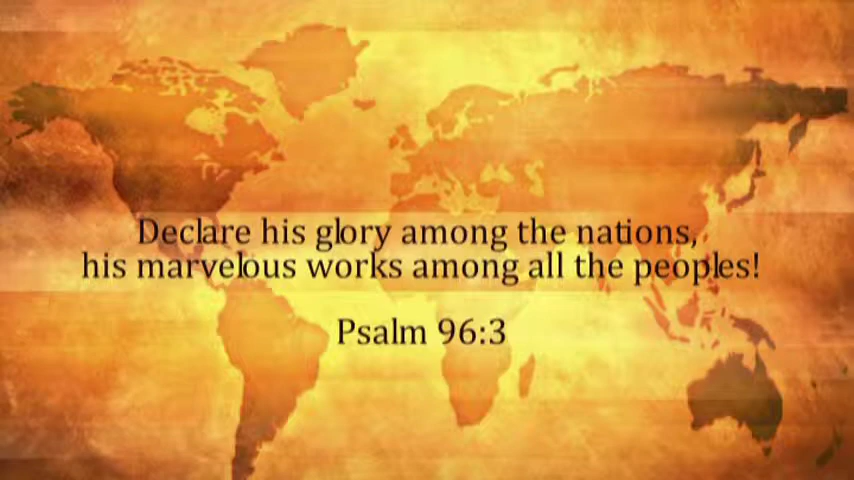 Declare his glory among the nations,
his marvelous works among all the peoples!
Psalm 96:3